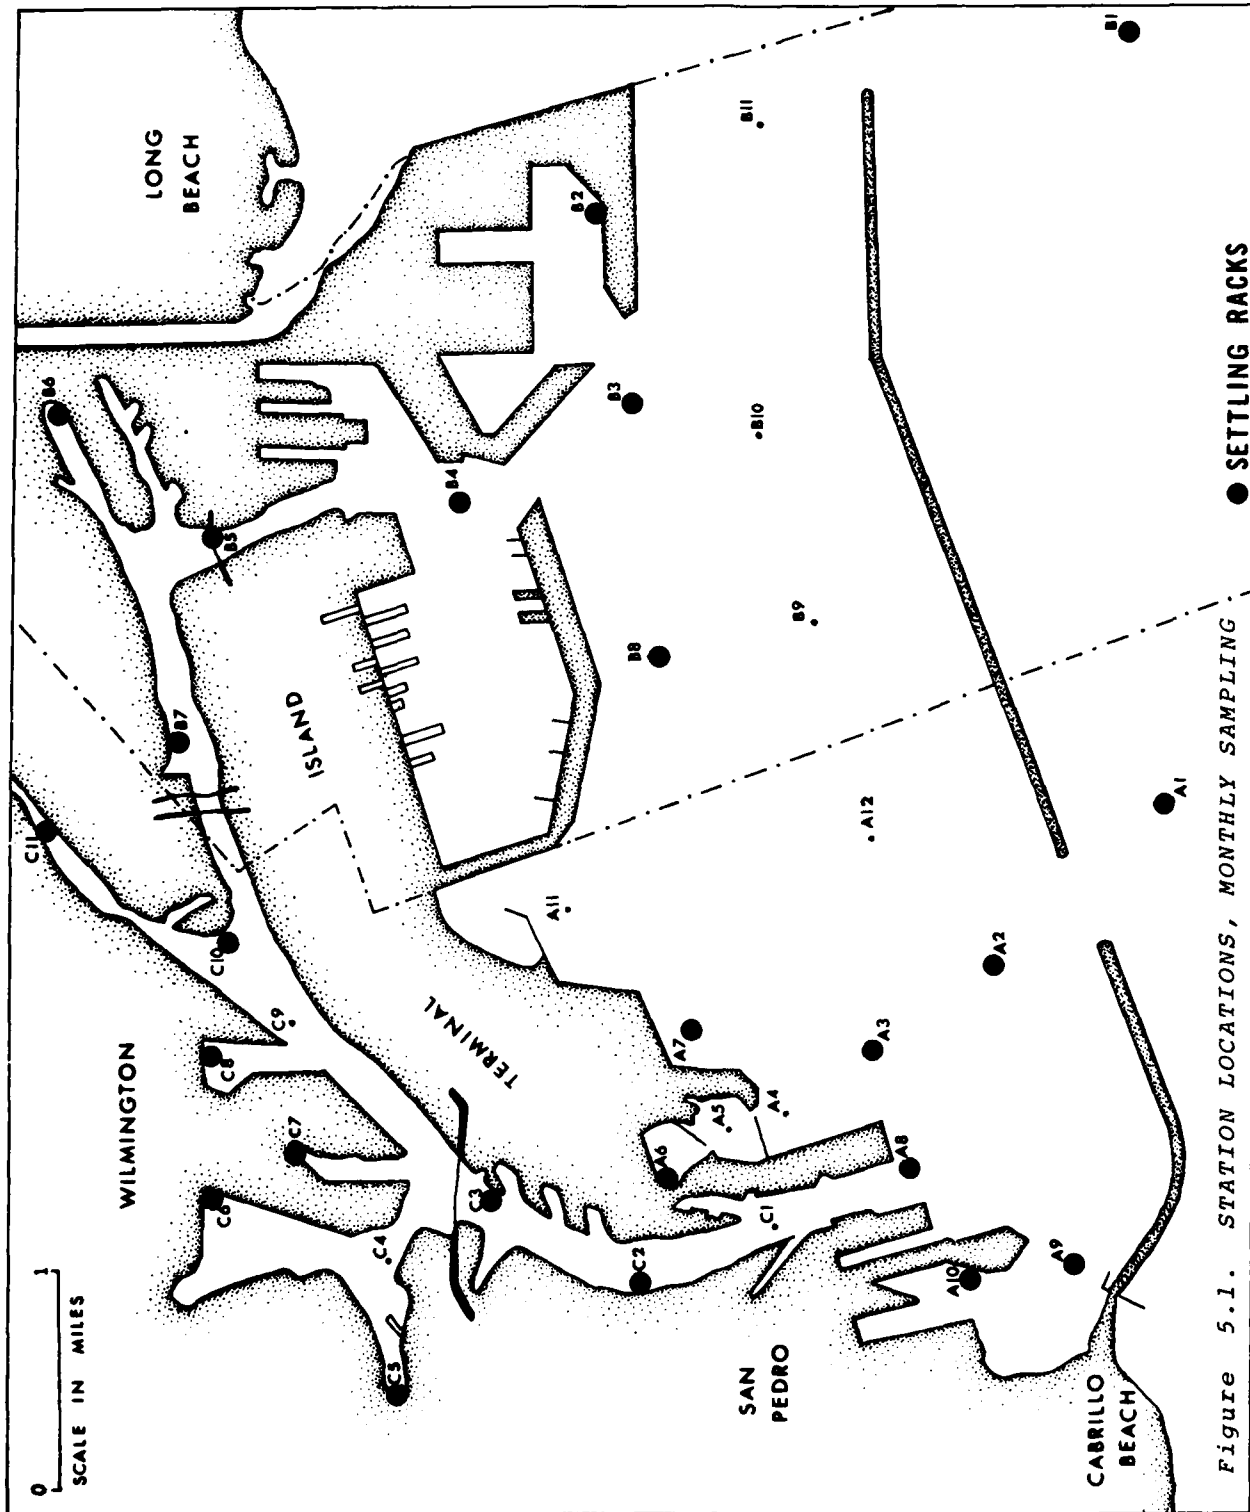 0 1
SCALE IN MILES
WILMINGTON
LONG
BEACH
TERMINAL
ISLAND
SAN
PEDRO
CABRILLO
BEACH
C11
C10
C9
C8
C7
C6
C5
C4
C3
C2
C1
B7
B6
B5
B4
B3
B2
B1
B8
B9
B10
B11
A11
A12
A1
A2
A3
A7
A4
A5
A6
A8
A9
A10
SETTLING RACKS
Figure 5.1. STATION LOCATIONS, MONTHLY SAMPLING